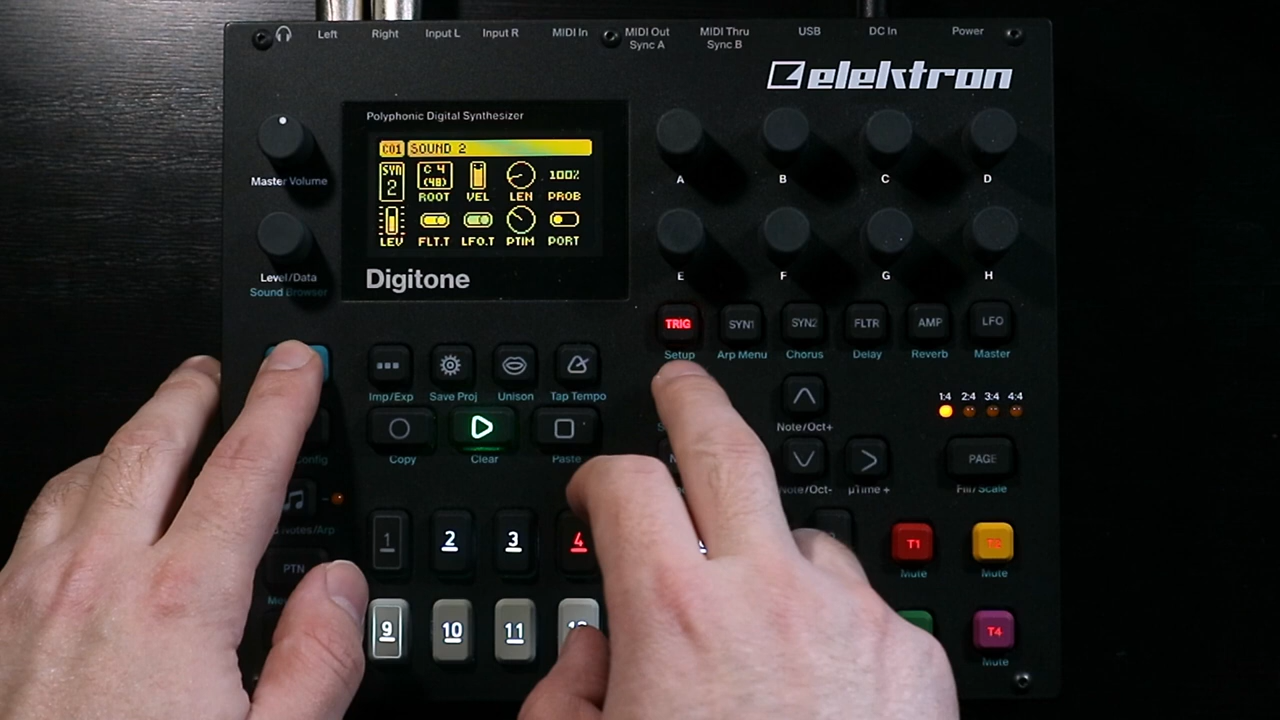 Left Right Input L Input R MIDI In MIDI Out MIDI Thru USB DC In Power
Sync A Sync B
elektron
Polyphonic Digital Synthesizer
C01 SOUND 2
SYN C 4 100%
2 (48)
ROOT VEL LEN PROB
LEV FLT.T LFO.T PTIM PORT
Digitone
Master Volume
Level/Data
Sound Browser
A B C D
E F G H
TRIG SYN1 SYN2 FLTR AMP LFO
Setup Arp Menu Chorus Delay Reverb Master
Imp/Exp Save Proj Unison Tap Tempo
1:4 2:4 3:4 4:4
Note/Oct+
Copy Clear Paste
PAGE
µTime + Fill/Scale
Notes/Arp
1 2 3 4
T1 T2
Mute Mute
PTN
9 10 11
T4
Mute